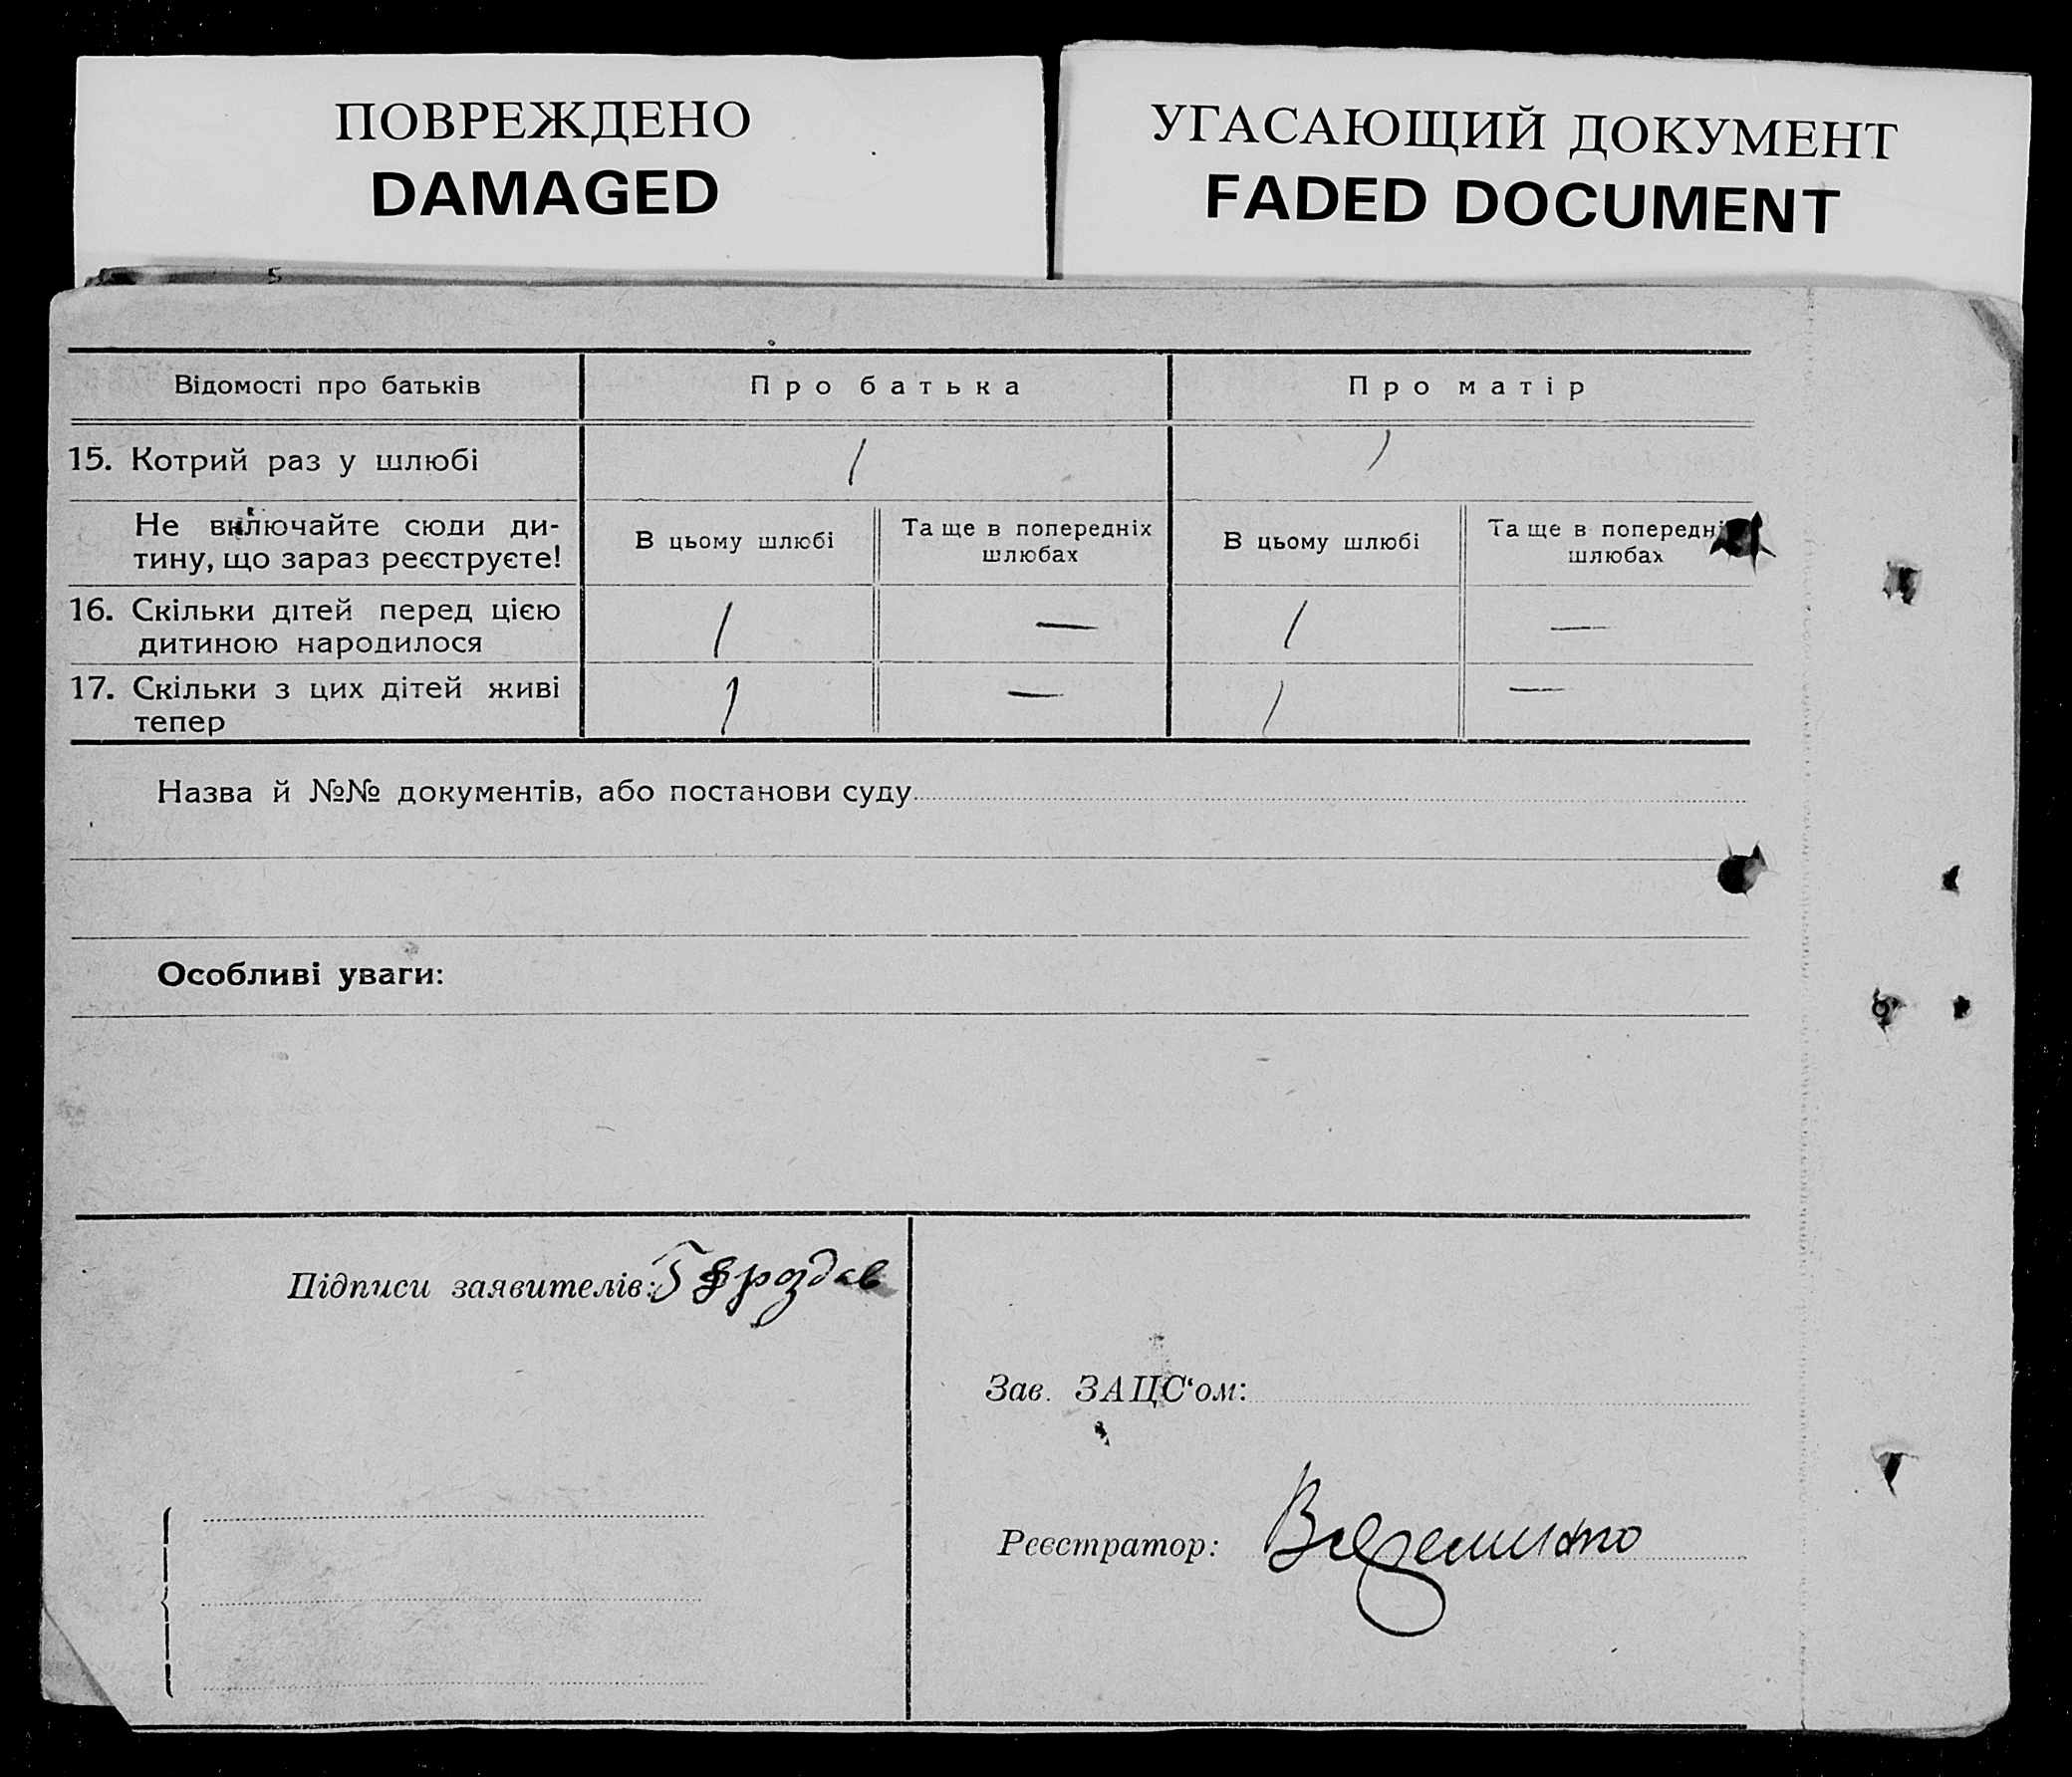 ПОВРЕЖДЕНО
DAMAGED
УГАСАЮЩИЙ ДОКУМЕНТ
FADED DOCUMENT
Відомості про батьків
Про батька
Про матір
15. Котрий раз у шлюбі
1
1
Не включайте сюди ди-
тину, що зараз реєструєте!
В цьому шлюбі
Та ще в попередніх
шлюбах
В цьому шлюбі
Та ще в попередні
шлюбах
16. Скільки дітей перед цією
дитиною народилося
1
—
1
—
17. Скільки з цих дітей живі
тепер
1
—
1
—
Назва й №№ документів, або постанови суду
Особливі уваги:
Підписи заявителів:
Зав. ЗАЦС‘ом:
Реєстратор: